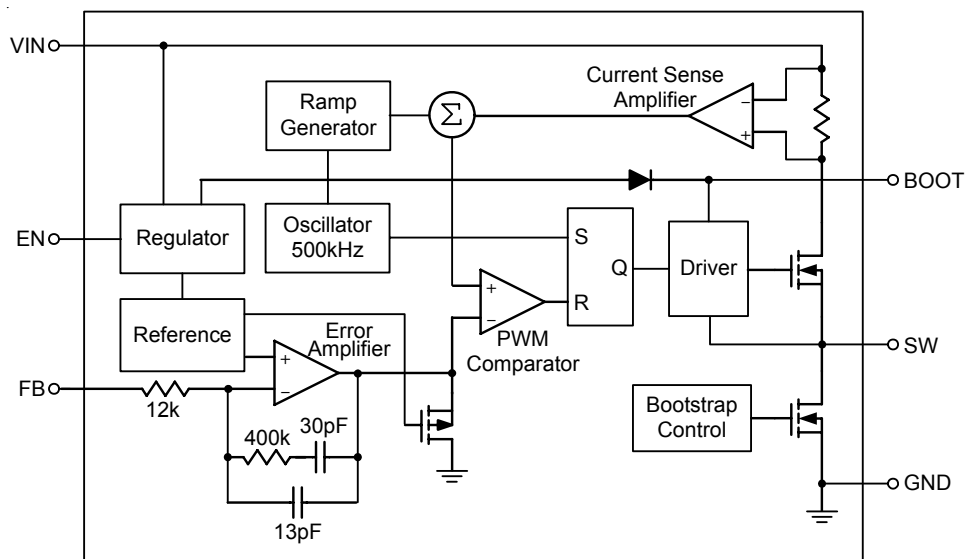 VIN
Current Sense
Amplifier
Ramp
Generator
Σ
−
+
BOOT
EN
Regulator
Oscillator
500kHz
S
Q
R
Driver
+
−
PWM
Comparator
Reference
Error
Amplifier
+
−
SW
FB
12k
400k
30pF
13pF
Bootstrap
Control
GND